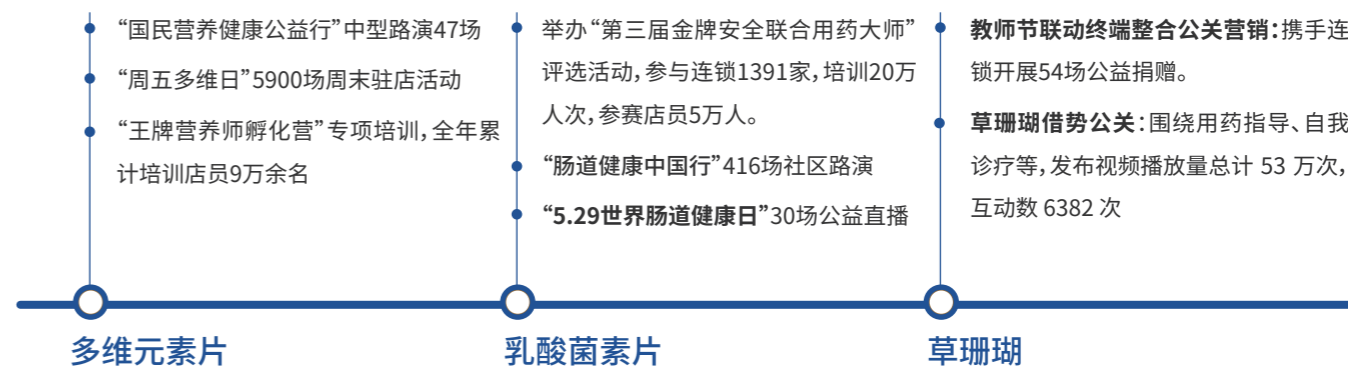 “国民营养健康公益行”中型路演47场
“周五多维日”5900场周末驻店活动
“王牌营养师孵化营”专项培训，全年累
计培训店员9万余名
多维元素片
举办“第三届金牌安全联合用药大师”
评选活动，参与连锁1391家，培训20万
人次，参赛店员5万人。
“肠道健康中国行”416场社区路演
“5.29世界肠道健康日”30场公益直播
乳酸菌素片
教师节联动终端整合公关营销：携手连
锁开展54场公益捐赠。
草珊瑚借势公关：围绕用药指导、自我
诊疗等，发布视频播放量总计 53 万次，
互动数 6382 次
草珊瑚